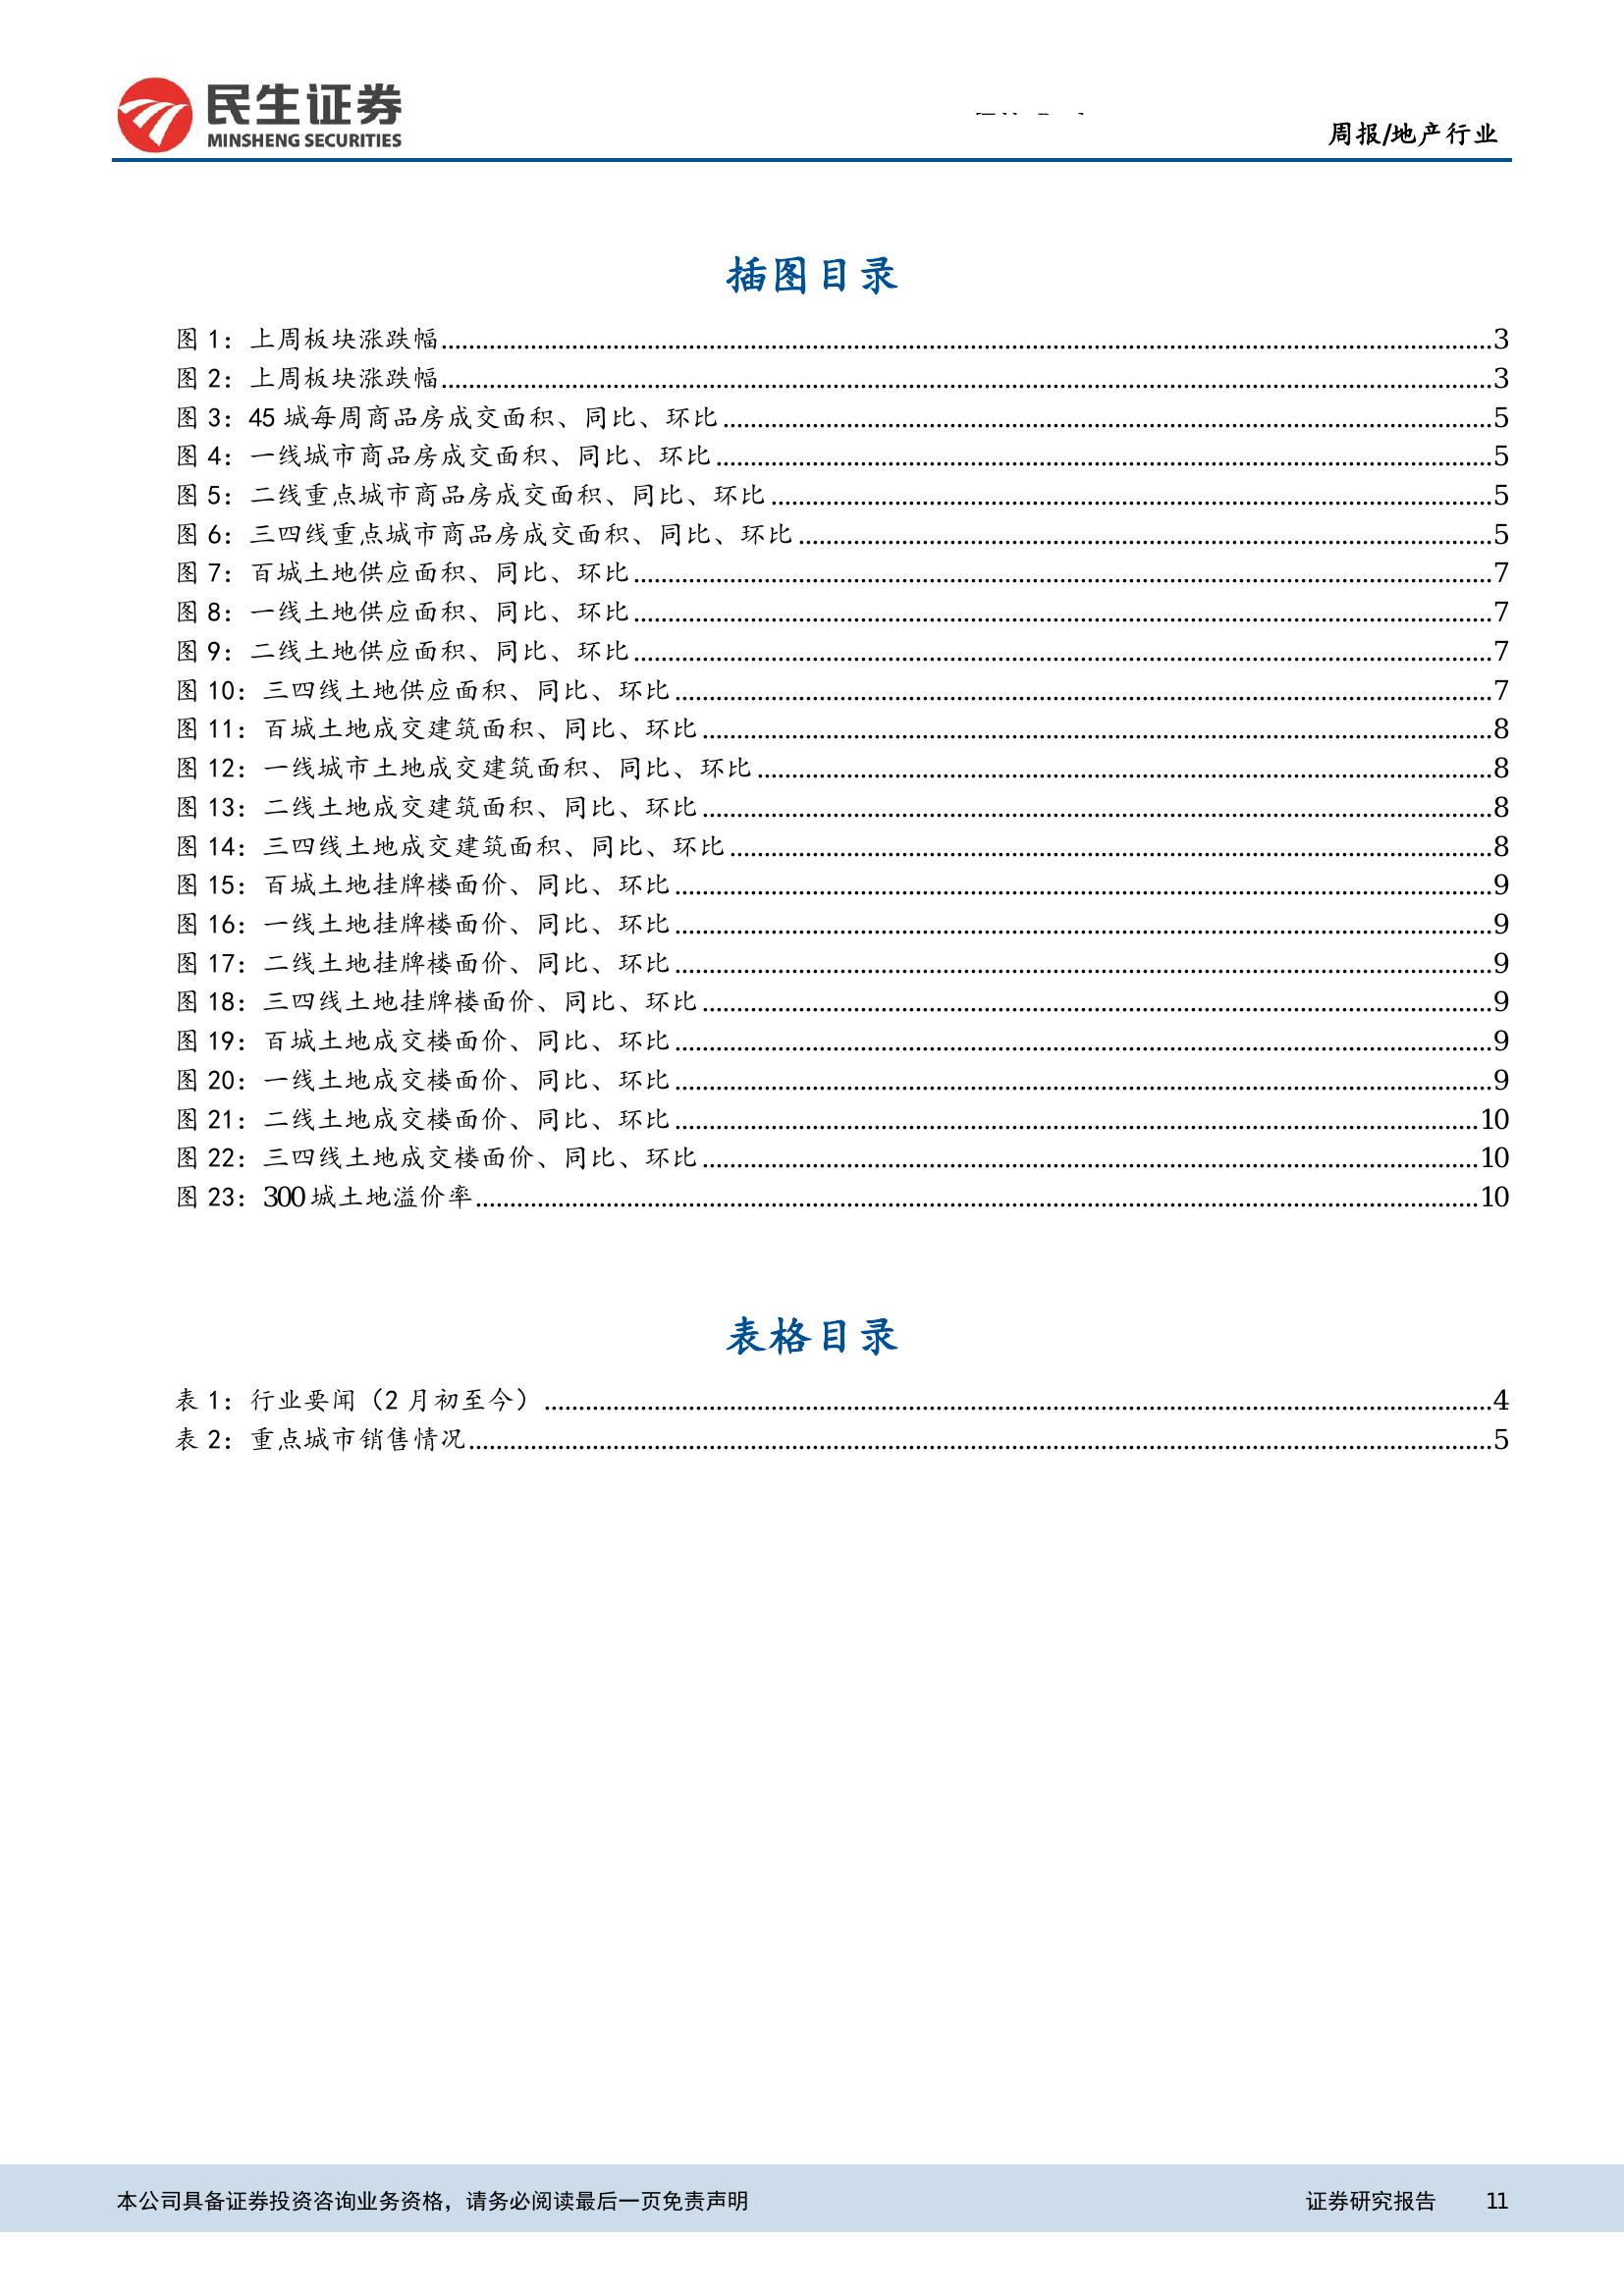 民生证券
MINSHENG SECURITIES
周报/地产行业
插图目录
图 1：上周板块涨跌幅........3
图 2：上周板块涨跌幅........3
图 3：45 城每周商品房成交面积、同比、环比........5
图 4：一线城市商品房成交面积、同比、环比........5
图 5：二线重点城市商品房成交面积、同比、环比........5
图 6：三四线重点城市商品房成交面积、同比、环比........5
图 7：百城土地供应面积、同比、环比........7
图 8：一线土地供应面积、同比、环比........7
图 9：二线土地供应面积、同比、环比........7
图 10：三四线土地供应面积、同比、环比........7
图 11：百城土地成交建筑面积、同比、环比........8
图 12：一线城市土地成交建筑面积、同比、环比........8
图 13：二线土地成交建筑面积、同比、环比........8
图 14：三四线土地成交建筑面积、同比、环比........8
图 15：百城土地挂牌楼面价、同比、环比........9
图 16：一线土地挂牌楼面价、同比、环比........9
图 17：二线土地挂牌楼面价、同比、环比........9
图 18：三四线土地挂牌楼面价、同比、环比........9
图 19：百城土地成交楼面价、同比、环比........9
图 20：一线土地成交楼面价、同比、环比........9
图 21：二线土地成交楼面价、同比、环比........10
图 22：三四线土地成交楼面价、同比、环比........10
图 23：300 城土地溢价率........10
表格目录
表 1：行业要闻（2 月初至今）........4
表 2：重点城市销售情况........5
本公司具备证券投资咨询业务资格，请务必阅读最后一页免责声明 证券研究报告 11